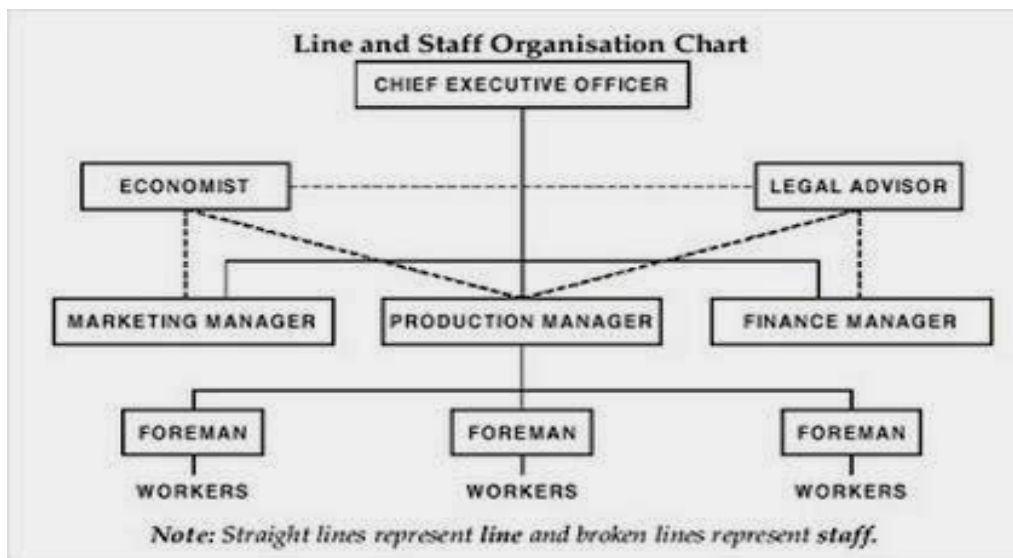 Line and Staff Organisation Chart
CHIEF EXECUTIVE OFFICER
ECONOMIST
LEGAL ADVISOR
MARKETING MANAGER
PRODUCTION MANAGER
FINANCE MANAGER
FOREMAN
FOREMAN
FOREMAN
WORKERS
WORKERS
WORKERS
Note: Straight lines represent line and broken lines represent staff.